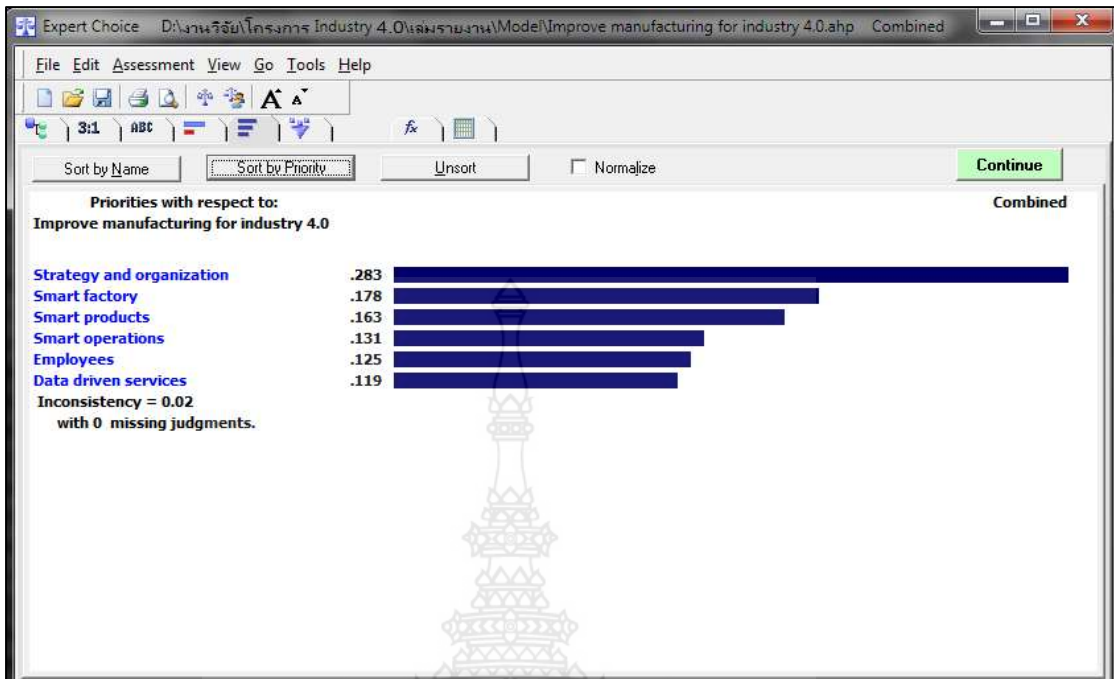 Expert Choice D:\งานวิจัย\โครงการ Industry 4.0\เล่มรายงาน\Model\Improve manufacturing for industry 4.0.ahp Combined
File Edit Assessment View Go Tools Help
A A
3:1 ABC fx
Sort by Name Sort by Priority Unsort Normalize Continue
Priorities with respect to: Combined
Improve manufacturing for industry 4.0
Strategy and organization .283
Smart factory .178
Smart products .163
Smart operations .131
Employees .125
Data driven services .119
Inconsistency = 0.02
with 0 missing judgments.